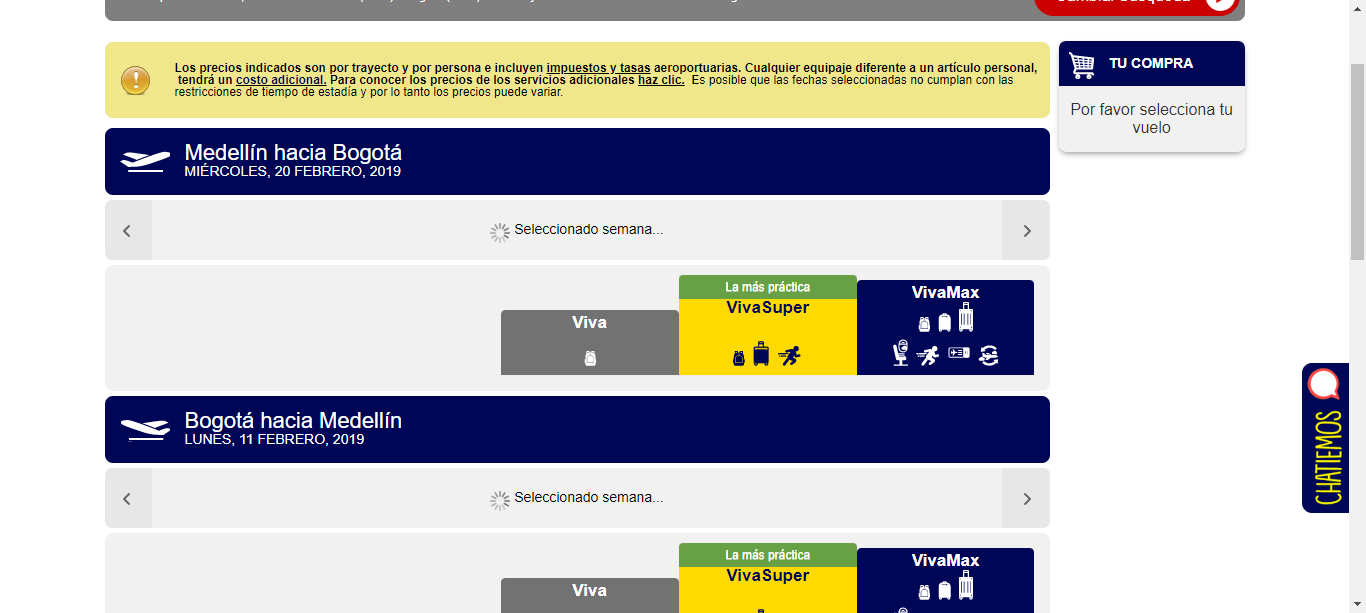 Los precios indicados son por trayecto y por persona e incluyen impuestos y tasas aeroportuarias. Cualquier equipaje diferente a un artículo personal,
tendrá un costo adicional. Para conocer los precios de los servicios adicionales haz clic. Es posible que las fechas seleccionadas no cumplan con las
restricciones de tiempo de estadía y por lo tanto los precios puede variar.
TU COMPRA
Por favor selecciona tu
vuelo
Medellín hacia Bogotá
MIÉRCOLES, 20 FEBRERO, 2019
Seleccionado semana...
Viva
La más práctica
VivaSuper
VivaMax
Bogotá hacia Medellín
LUNES, 11 FEBRERO, 2019
Seleccionado semana...
Viva
La más práctica
VivaSuper
VivaMax
CHATIEMOS